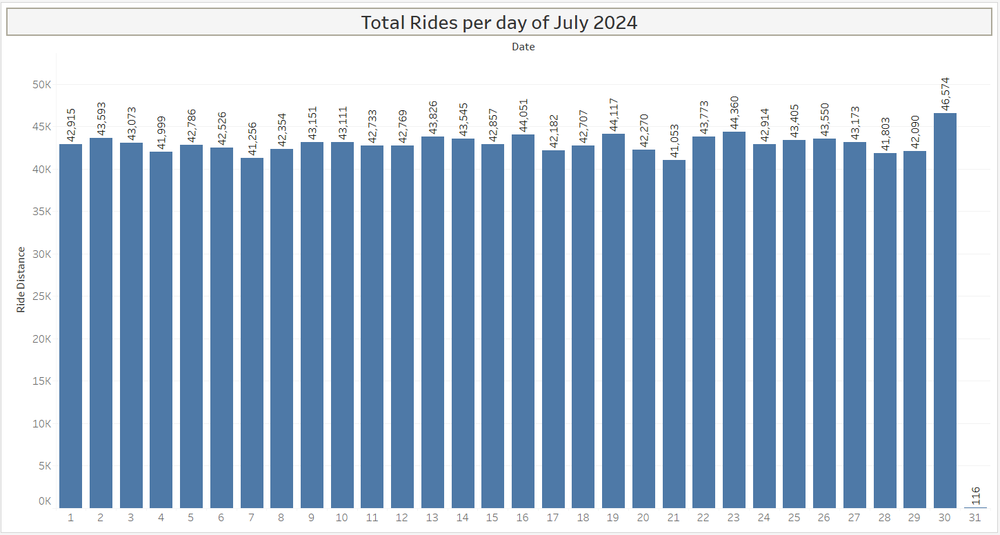 Total Rides per day of July 2024
Date
Ride Distance
50K
45K
40K
35K
30K
25K
20K
15K
10K
5K
0K
42,915
43,593
43,073
41,999
42,786
42,526
41,256
42,354
43,151
43,111
42,733
42,769
43,826
43,545
42,857
44,051
42,182
42,707
44,117
42,270
41,053
43,773
44,360
42,914
43,405
43,550
43,173
41,803
42,090
46,574
116
1 2 3 4 5 6 7 8 9 10 11 12 13 14 15 16 17 18 19 20 21 22 23 24 25 26 27 28 29 30 31